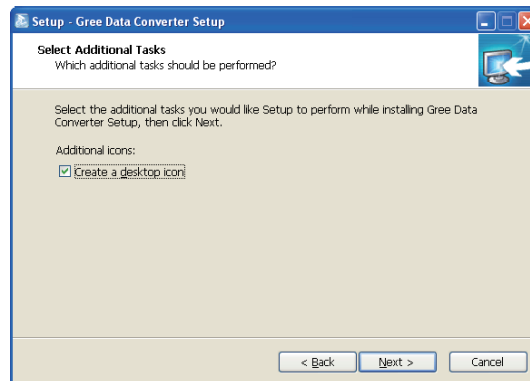 Setup - Gree Data Converter Setup
Select Additional Tasks
Which additional tasks should be performed?
Select the additional tasks you would like Setup to perform while installing Gree Data
Converter Setup, then click Next.
Additional icons:
Create a desktop icon
< Back
Next >
Cancel